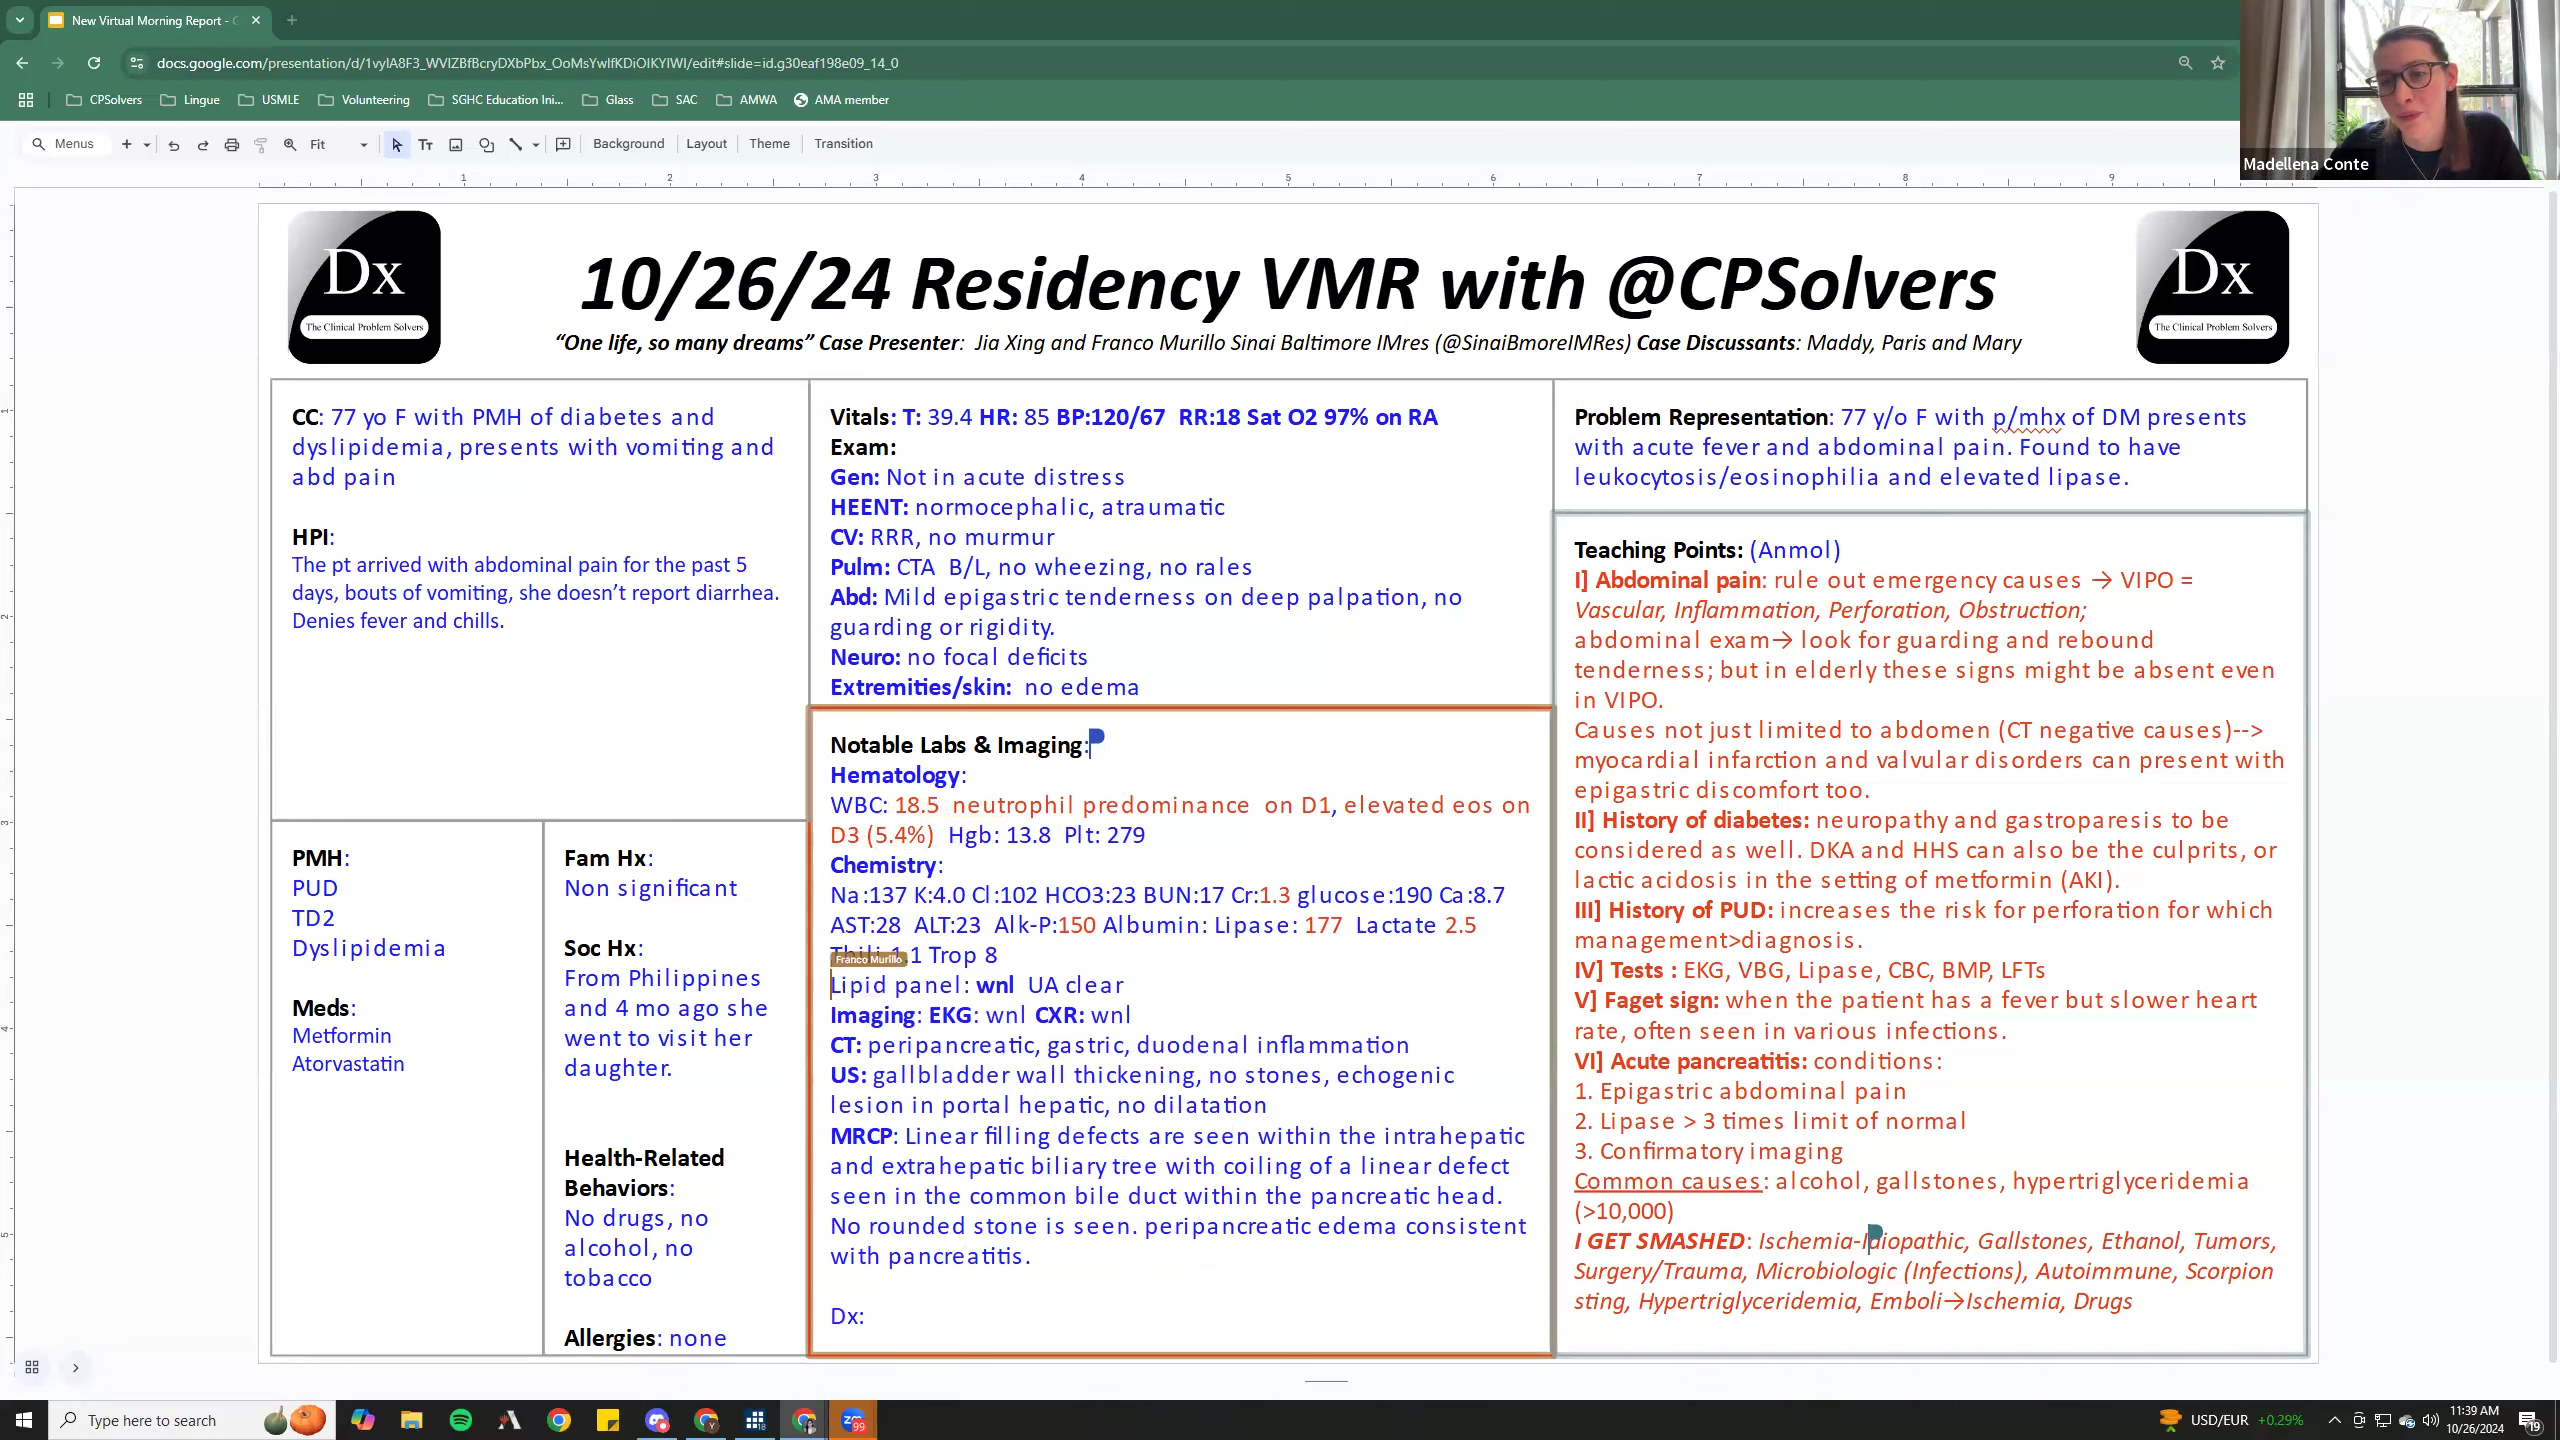 New Virtual Morning Report - G
docs.google.com/presentation/d/1vylA8F3_WVIZBfBcryDXbPbx_OoMsYwlfKDiOIKYIWI/edit#slide=id.g30eaf198e09_14_0
CPSolvers Lingue USMLE Volunteering SGHC Education Ini... Glass SAC AMWA AMA member
Menus Fit Background Layout Theme Transition
Madellena Conte
1 2 3 4 5 6 7 8 9
Dx
The Clinical Problem Solvers
10/26/24 Residency VMR with @CPSolvers
“One life, so many dreams” Case Presenter: Jia Xing and Franco Murillo Sinai Baltimore IMres (@SinaiBmoreIMRes) Case Discussants: Maddy, Paris and Mary
Dx
The Clinical Problem Solvers
CC: 77 yo F with PMH of diabetes and
dyslipidemia, presents with vomiting and
abd pain
HPI:
The pt arrived with abdominal pain for the past 5
days, bouts of vomiting, she doesn’t report diarrhea.
Denies fever and chills.
PMH:
PUD
TD2
Dyslipidemia
Meds:
Metformin
Atorvastatin
Fam Hx:
Non significant
Soc Hx:
From Philippines
and 4 mo ago she
went to visit her
daughter.
Health-Related
Behaviors:
No drugs, no
alcohol, no
tobacco
Allergies: none
Vitals: T: 39.4 HR: 85 BP:120/67 RR:18 Sat O2 97% on RA
Exam:
Gen: Not in acute distress
HEENT: normocephalic, atraumatic
CV: RRR, no murmur
Pulm: CTA B/L, no wheezing, no rales
Abd: Mild epigastric tenderness on deep palpation, no
guarding or rigidity.
Neuro: no focal deficits
Extremities/skin: no edema
Notable Labs & Imaging:
Hematology:
WBC: 18.5 neutrophil predominance on D1, elevated eos on
D3 (5.4%) Hgb: 13.8 Plt: 279
Chemistry:
Na:137 K:4.0 Cl:102 HCO3:23 BUN:17 Cr:1.3 glucose:190 Ca:8.7
AST:28 ALT:23 Alk-P:150 Albumin: Lipase: 177 Lactate 2.5
1.1 Trop 8
Franco Murillo
Lipid panel: wnl UA clear
Imaging: EKG: wnl CXR: wnl
CT: peripancreatic, gastric, duodenal inflammation
US: gallbladder wall thickening, no stones, echogenic
lesion in portal hepatic, no dilatation
MRCP: Linear filling defects are seen within the intrahepatic
and extrahepatic biliary tree with coiling of a linear defect
seen in the common bile duct within the pancreatic head.
No rounded stone is seen. peripancreatic edema consistent
with pancreatitis.
Dx:
Problem Representation: 77 y/o F with p/mhx of DM presents
with acute fever and abdominal pain. Found to have
leukocytosis/eosinophilia and elevated lipase.
Teaching Points: (Anmol)
I] Abdominal pain: rule out emergency causes → VIPO =
Vascular, Inflammation, Perforation, Obstruction;
abdominal exam→ look for guarding and rebound
tenderness; but in elderly these signs might be absent even
in VIPO.
Causes not just limited to abdomen (CT negative causes)-->
myocardial infarction and valvular disorders can present with
epigastric discomfort too.
II] History of diabetes: neuropathy and gastroparesis to be
considered as well. DKA and HHS can also be the culprits, or
lactic acidosis in the setting of metformin (AKI).
III] History of PUD: increases the risk for perforation for which
management>diagnosis.
IV] Tests : EKG, VBG, Lipase, CBC, BMP, LFTs
V] Faget sign: when the patient has a fever but slower heart
rate, often seen in various infections.
VI] Acute pancreatitis: conditions:
1. Epigastric abdominal pain
2. Lipase > 3 times limit of normal
3. Confirmatory imaging
Common causes: alcohol, gallstones, hypertriglyceridemia
(>10,000)
I GET SMASHED: Ischemia-Idiopathic, Gallstones, Ethanol, Tumors,
Surgery/Trauma, Microbiologic (Infections), Autoimmune, Scorpion
sting, Hypertriglyceridemia, Emboli→Ischemia, Drugs
Type here to search
USD/EUR +0.29%
11:39 AM
10/26/2024